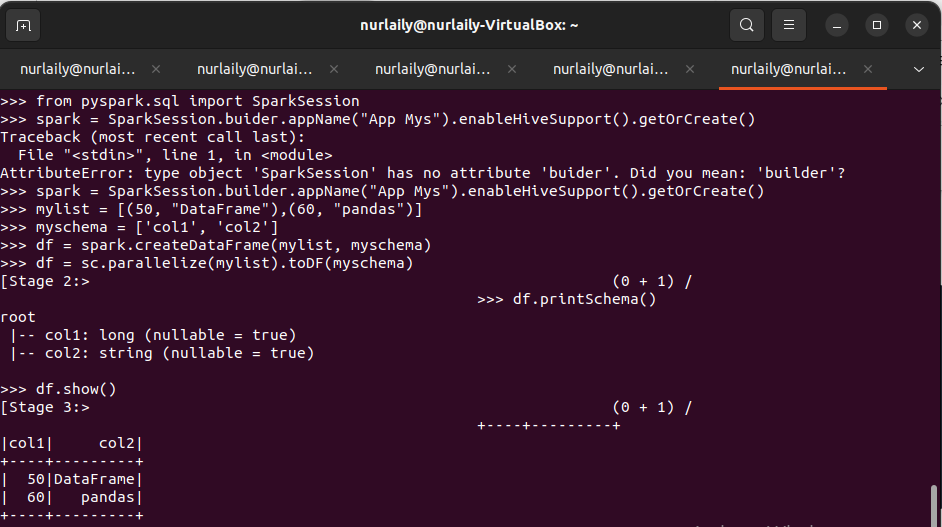 nurlaily@nurlaily-VirtualBox: ~
nurlaily@nurlai... nurlaily@nurlai... nurlaily@nurlai... nurlaily@nurlai... nurlaily@nurlai...
>>> from pyspark.sql import SparkSession
>>> spark = SparkSession.buider.appName("App Mys").enableHiveSupport().getOrCreate()
Traceback (most recent call last):
  File "<stdin>", line 1, in <module>
AttributeError: type object 'SparkSession' has no attribute 'buider'. Did you mean: 'builder'?
>>> spark = SparkSession.builder.appName("App Mys").enableHiveSupport().getOrCreate()
>>> mylist = [(50, "DataFrame"),(60, "pandas")]
>>> myschema = ['col1', 'col2']
>>> df = spark.createDataFrame(mylist, myschema)
>>> df = sc.parallelize(mylist).toDF(myschema)
[Stage 2:>                                                          (0 + 1) /
                                                     >>> df.printSchema()
root
 |-- col1: long (nullable = true)
 |-- col2: string (nullable = true)

>>> df.show()
[Stage 3:>                                                          (0 + 1) /
                                                     +----+---------+
|col1|     col2|
+----+---------+
|  50|DataFrame|
|  60|   pandas|
+----+---------+